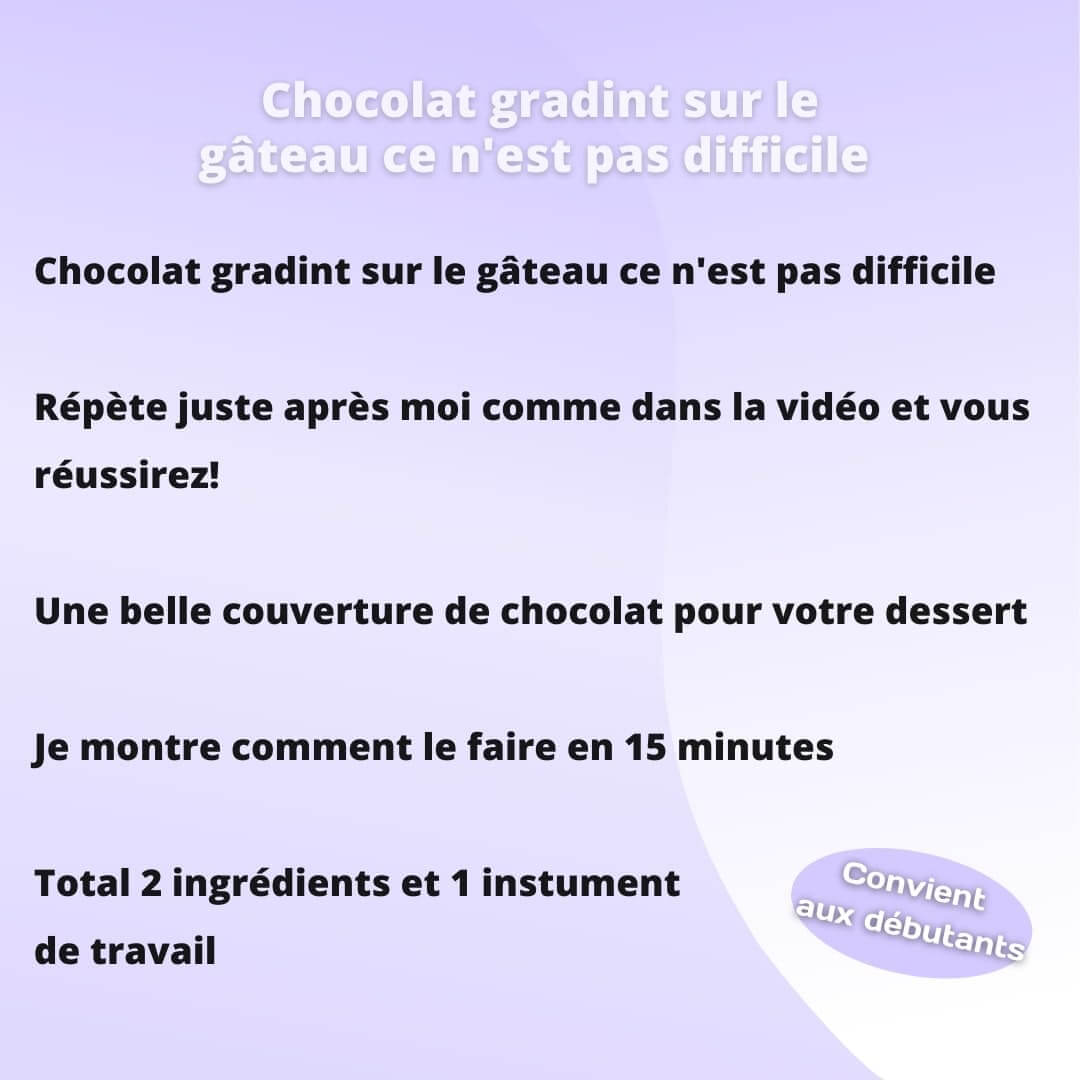 Chocolat gradint sur le
gâteau ce n'est pas difficile
Chocolat gradint sur le gâteau ce n'est pas difficile
Répète juste après moi comme dans la vidéo et vous
réussirez!
Une belle couverture de chocolat pour votre dessert
Je montre comment le faire en 15 minutes
Total 2 ingrédients et 1 instument
de travail
Convient
aux débutants